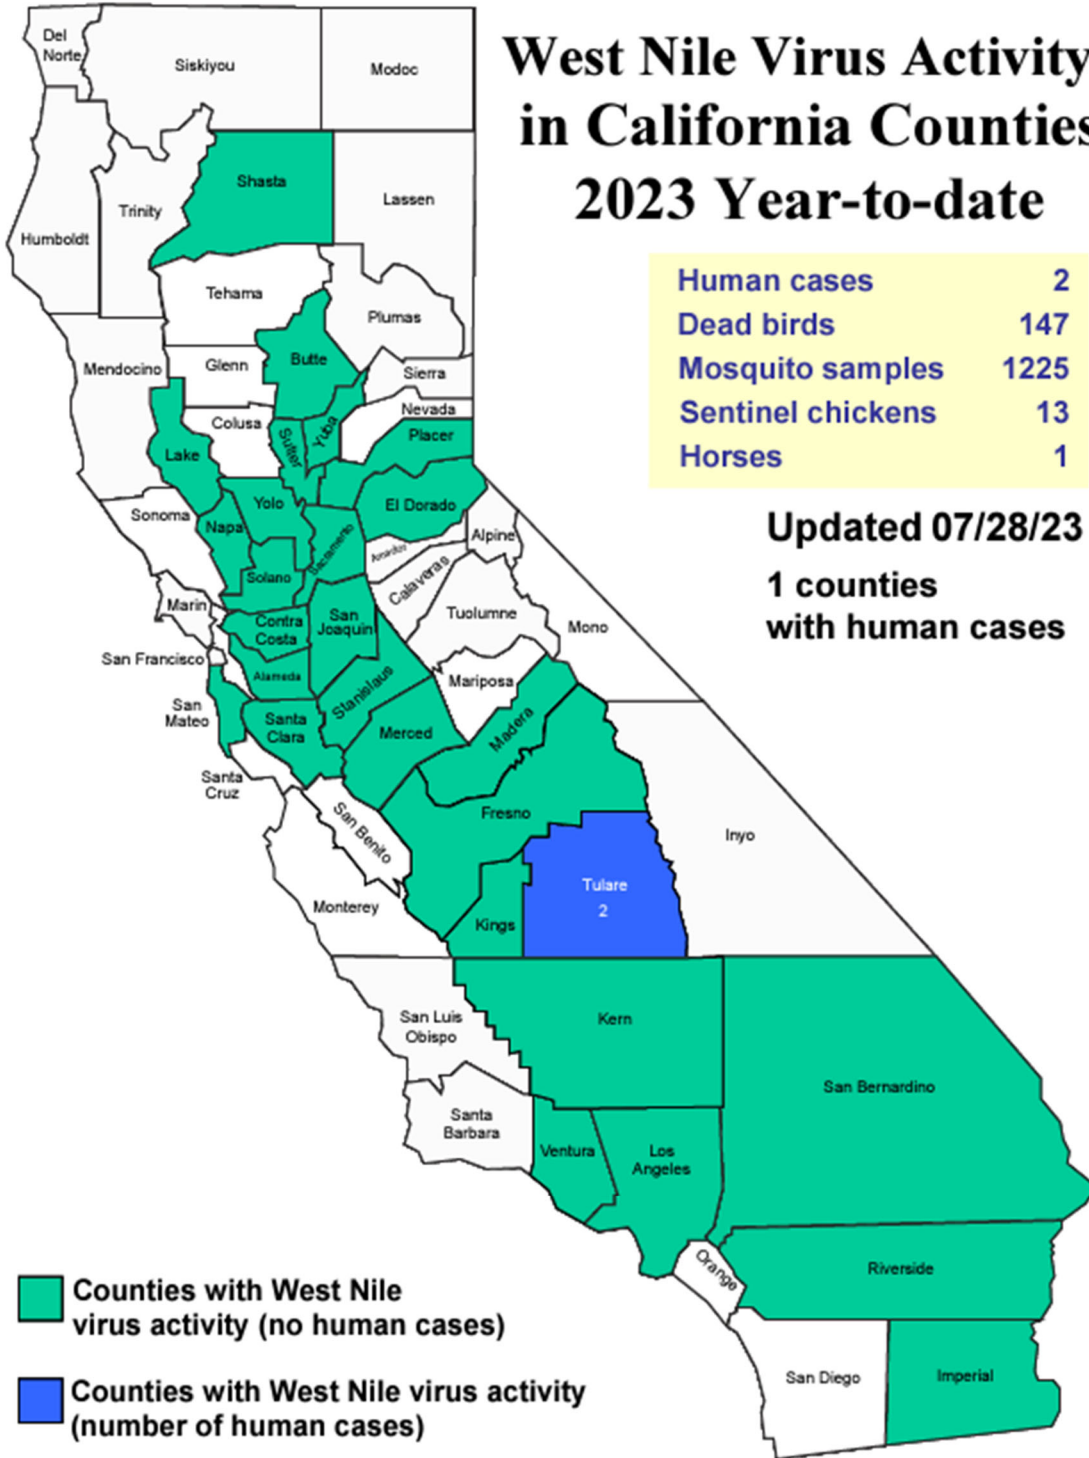 West Nile Virus Activity
in California Counties
2023 Year-to-date
Human cases 2
Dead birds 147
Mosquito samples 1225
Sentinel chickens 13
Horses 1
Updated 07/28/23
1 counties
with human cases
Del
Norte
Siskiyou
Modoc
Shasta
Lassen
Trinity
Humboldt
Tehama
Plumas
Mendocino
Glenn
Butte
Sierra
Nevada
Colusa
Sutter
Yuba
Placer
Lake
El Dorado
Sonoma
Yolo
Napa
Sacramento
Alpine
Amador
Solano
Calaveras
Marin
Contra
Costa
San
Joaquin
Tuolumne
Mono
San Francisco
Alameda
Stanislaus
Mariposa
San
Mateo
Santa
Clara
Merced
Madera
Santa
Cruz
San Benito
Fresno
Inyo
Monterey
Kings
Tulare
2
San Luis
Obispo
Kern
San Bernardino
Santa
Barbara
Ventura
Los
Angeles
Orange
Riverside
San Diego
Imperial
Counties with West Nile
virus activity (no human cases)
Counties with West Nile virus activity
(number of human cases)